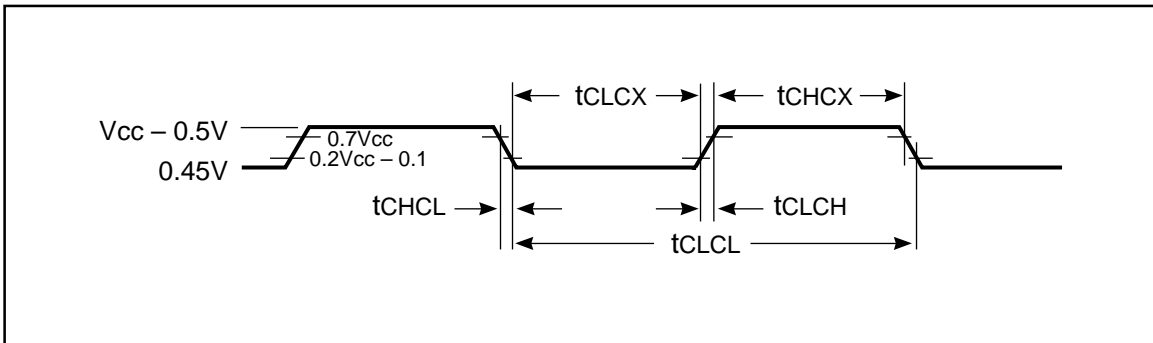 tCLCX
tCHCX
Vcc – 0.5V
0.7Vcc
0.2Vcc – 0.1
0.45V
tCHCL
tCLCH
tCLCL